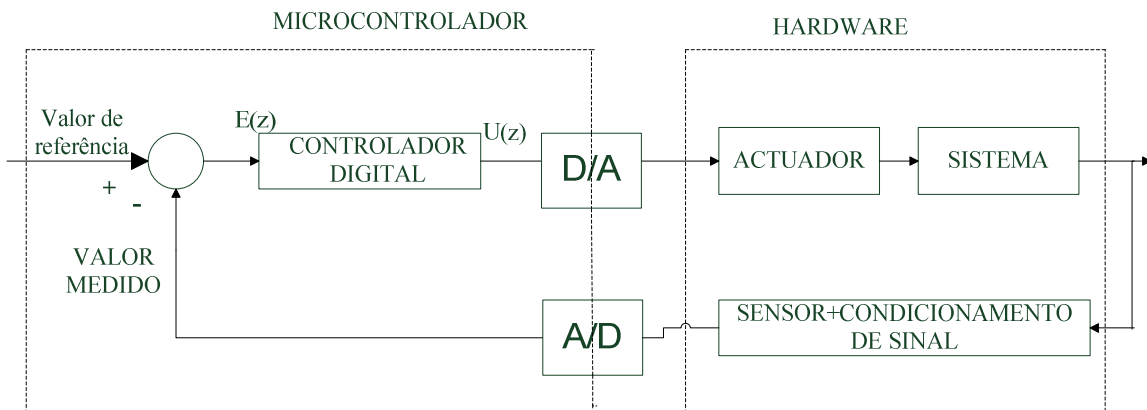 MICROCONTROLADOR
HARDWARE
Valor de
referência
E(z)
U(z)
CONTROLADOR
DIGITAL
D/A
ACTUADOR
SISTEMA
+
-
VALOR
MEDIDO
A/D
SENSOR+CONDICIONAMENTO
DE SINAL